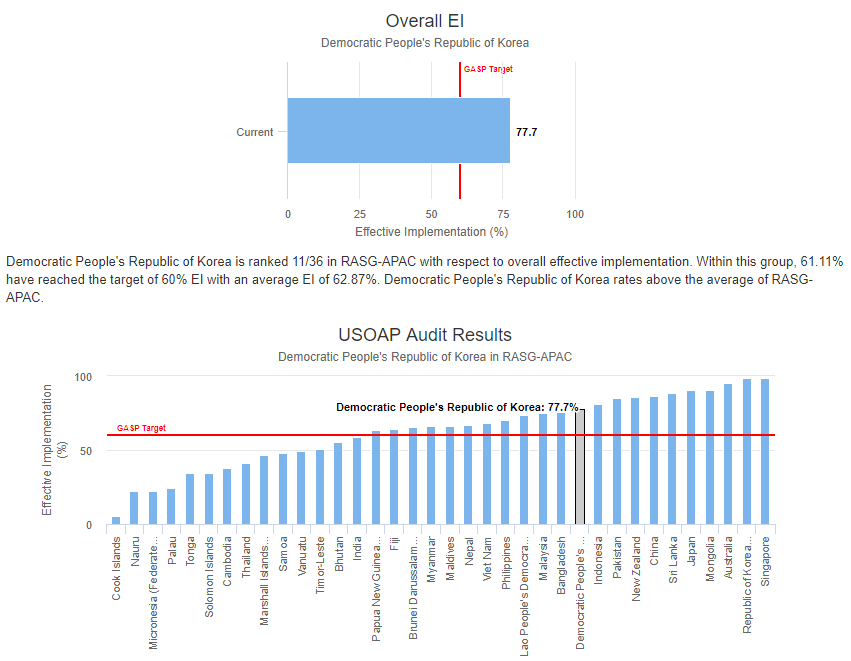 Overall EI
Democratic People's Republic of Korea
GASP Target
Current
77.7
0
25
50
75
100
Effective Implementation (%)
Democratic People's Republic of Korea is ranked 11/36 in RASG-APAC with respect to overall effective implementation. Within this group, 61.11%
have reached the target of 60% EI with an average EI of 62.87%. Democratic People's Republic of Korea rates above the average of RASG-
APAC.
USOAP Audit Results
Democratic People's Republic of Korea in RASG-APAC
Effective Implementation
(%)
100
50
0
GASP Target
Democratic People's Republic of Korea: 77.7%
Cook Islands
Nauru
Micronesia (Federate...
Palau
Tonga
Solomon Islands
Cambodia
Thailand
Marshall Islands...
Samoa
Vanuatu
Timor-Leste
Bhutan
India
Papua New Guinea...
Fiji
Brunei Darussalam...
Myanmar
Maldives
Nepal
Viet Nam
Philippines
Lao People's Democra...
Malaysia
Bangladesh
Democratic People's ...
Indonesia
Pakistan
New Zealand
China
Sri Lanka
Japan
Mongolia
Australia
Republic of Korea...
Singapore